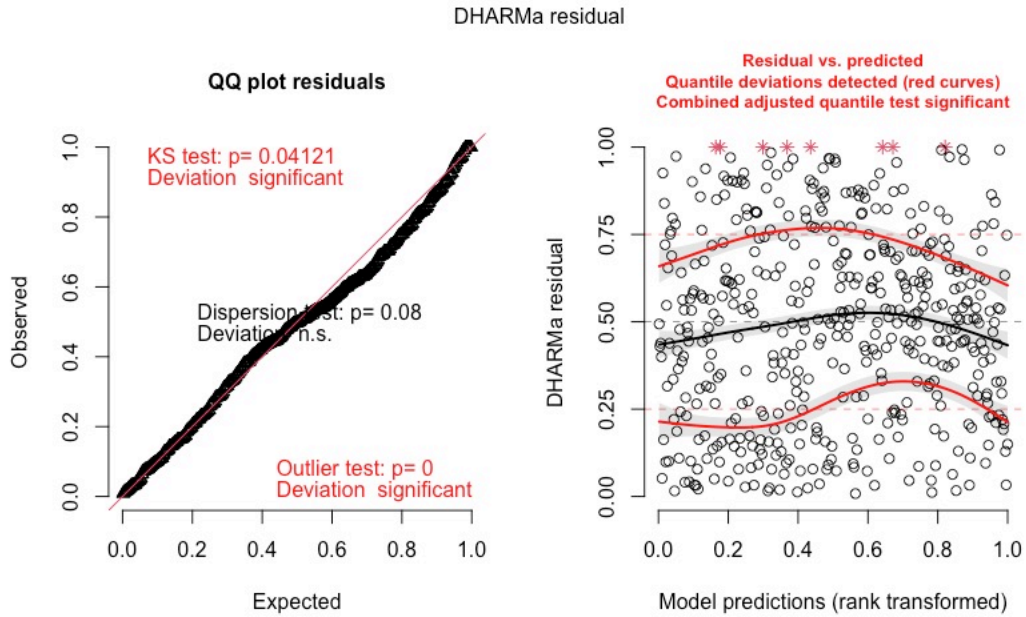 DHARMa residual
QQ plot residuals
KS test: p= 0.04121
Deviation  significant
Dispersion test: p= 0.08
Deviation n.s.
Outlier test: p= 0
Deviation  significant
Observed
0.0
0.2
0.4
0.6
0.8
1.0
0.0 0.2 0.4 0.6 0.8 1.0
Expected
Residual vs. predicted
Quantile deviations detected (red curves)
Combined adjusted quantile test significant
DHARMa residual
0.00
0.25
0.50
0.75
1.00
0.0 0.2 0.4 0.6 0.8 1.0
Model predictions (rank transformed)